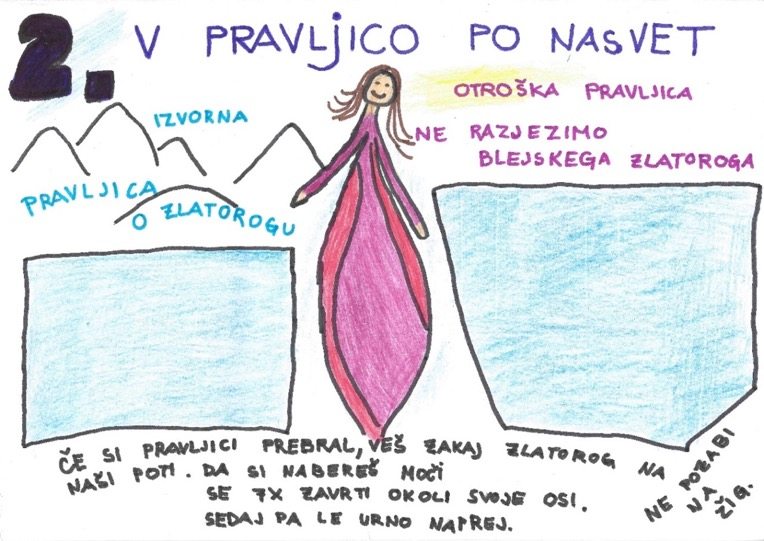 2. V PRAVLJICO PO NASVET
IZVORNA
PRAVLJICA
O ZLATOROGU
OTROŠKA PRAVLJICA
NE RAZJEZIMO
BLEJSKEGA ZLATOROGA
ČE SI PRAVLJICI PREBRAL, VEŠ ZAKAJ ZLATOROG NA
NAŠI POTI. DA SI NABEREŠ MOČI
SE 7X ZAVRTI OKOLI SVOJE OSI.
SEDAJ PA LE URNO NAPREJ.
NE POZABI
NA
ŽIG.